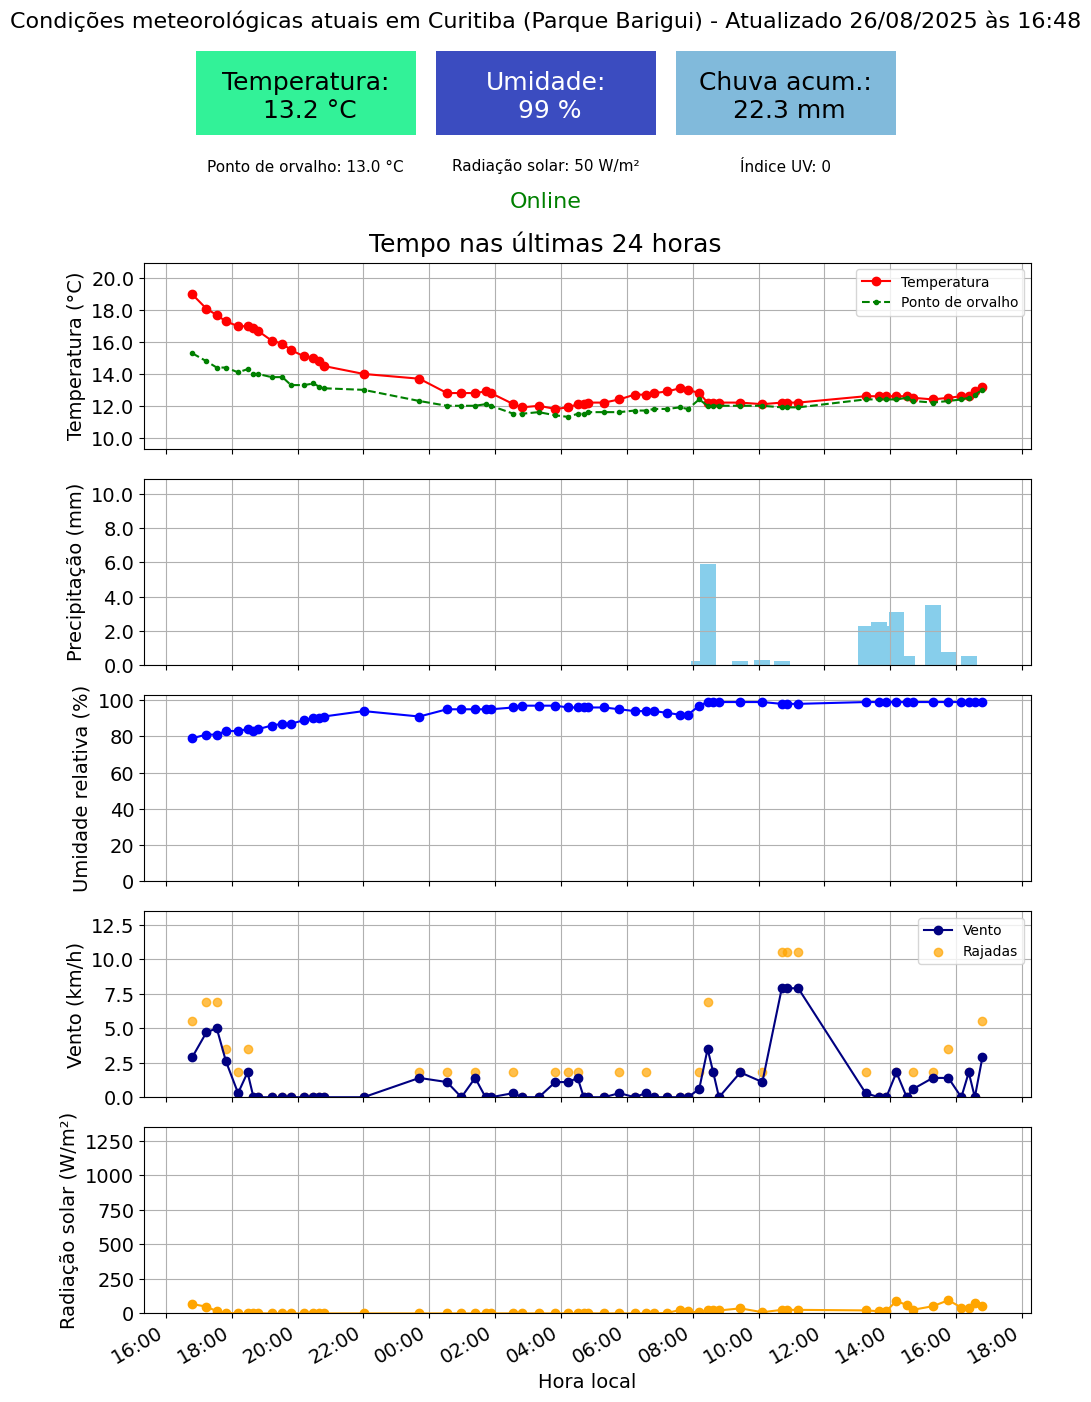 Condições meteorológicas atuais em Curitiba (Parque Barigui) - Atualizado 26/08/2025 às 16:48
Temperatura:
13.2 °C
Umidade:
99 %
Chuva acum.:
22.3 mm
Ponto de orvalho: 13.0 °C
Radiação solar: 50 W/m²
Índice UV: 0
Online
Tempo nas últimas 24 horas
Temperatura (°C)
20.0
18.0
16.0
14.0
12.0
10.0
Temperatura
Ponto de orvalho
Precipitação (mm)
10.0
8.0
6.0
4.0
2.0
0.0
Umidade relativa (%)
100
80
60
40
20
0
Vento (km/h)
12.5
10.0
7.5
5.0
2.5
0.0
Vento
Rajadas
Radiação solar (W/m²)
1250
1000
750
500
250
0
16:00
18:00
20:00
22:00
00:00
02:00
04:00
06:00
08:00
10:00
12:00
14:00
16:00
18:00
Hora local